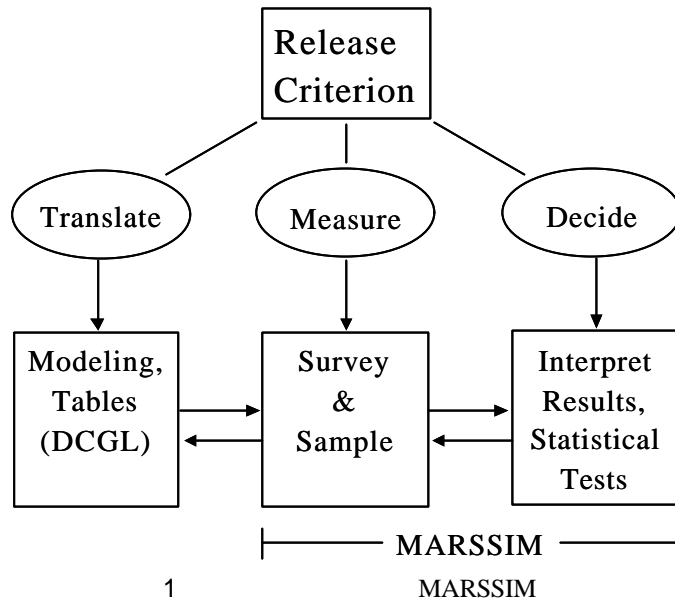 Release
Criterion
Translate
Measure
Decide
Modeling,
Tables
(DCGL)
Survey
&
Sample
Interpret
Results,
Statistical
Tests
MARSSIM
1
MARSSIM